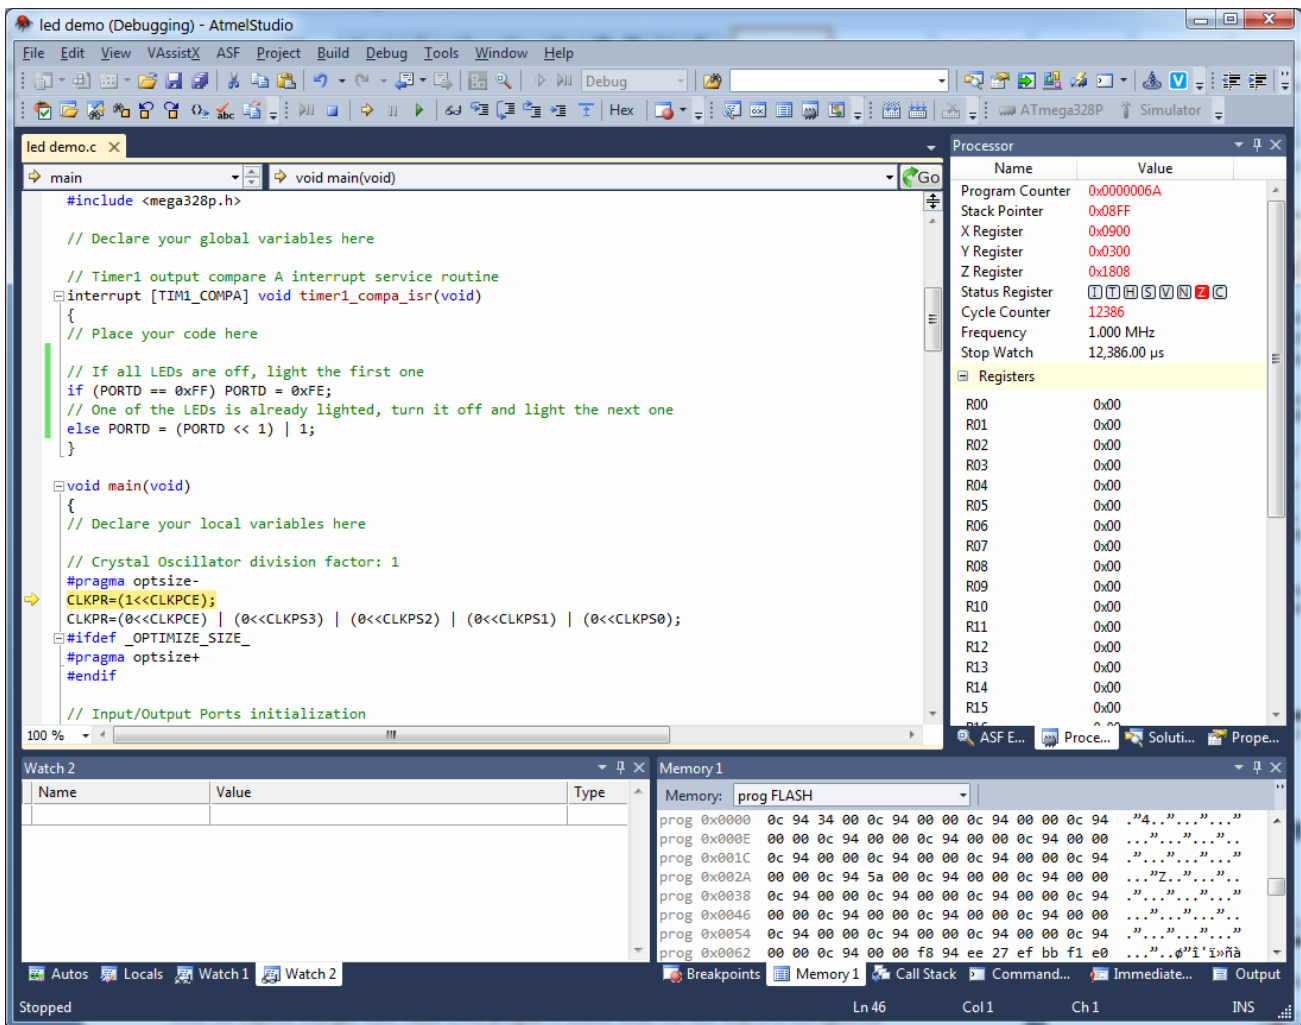 led demo (Debugging) - AtmelStudio
File Edit View VAssistX ASF Project Build Debug Tools Window Help
Debug
Hex ATmega328P Simulator
led demo.c
main void main(void) Go
#include <mega328p.h>
// Declare your global variables here
// Timer1 output compare A interrupt service routine
interrupt [TIM1_COMPA] void timer1_compa_isr(void)
{
// Place your code here
// If all LEDs are off, light the first one
if (PORTD == 0xFF) PORTD = 0xFE;
// One of the LEDs is already lighted, turn it off and light the next one
else PORTD = (PORTD << 1) | 1;
}
void main(void)
{
// Declare your local variables here
// Crystal Oscillator division factor: 1
#pragma optsize-
CLKPR=(1<<CLKPCE);
CLKPR=(0<<CLKPCE) | (0<<CLKPS3) | (0<<CLKPS2) | (0<<CLKPS1) | (0<<CLKPS0);
#ifdef _OPTIMIZE_SIZE_
#pragma optsize+
#endif
// Input/Output Ports initialization
100 %
Processor
Name Value
Program Counter 0x0000006A
Stack Pointer 0x08FF
X Register 0x0900
Y Register 0x0300
Z Register 0x1808
Status Register I T H S V N Z C
Cycle Counter 12386
Frequency 1.000 MHz
Stop Watch 12,386.00 µs
Registers
R00 0x00
R01 0x00
R02 0x00
R03 0x00
R04 0x00
R05 0x00
R06 0x00
R07 0x00
R08 0x00
R09 0x00
R10 0x00
R11 0x00
R12 0x00
R13 0x00
R14 0x00
R15 0x00
ASF E... Proce... Soluti... Prope...
Watch 2
Name Value Type
Autos Locals Watch 1 Watch 2
Memory 1
Memory: prog FLASH
prog 0x0000 0c 94 34 00 0c 94 00 00 0c 94 00 00 0c 94 .”4..”...”...”
prog 0x000E 00 00 0c 94 00 00 0c 94 00 00 0c 94 00 00 ...”...”...”..
prog 0x001C 0c 94 00 00 0c 94 00 00 0c 94 00 00 0c 94 .”...”...”...”
prog 0x002A 00 00 0c 94 5a 00 0c 94 00 00 0c 94 00 00 ...”Z..”...”..
prog 0x0038 0c 94 00 00 0c 94 00 00 0c 94 00 00 0c 94 .”...”...”...”
prog 0x0046 00 00 0c 94 00 00 0c 94 00 00 0c 94 00 00 ...”...”...”..
prog 0x0054 0c 94 00 00 0c 94 00 00 0c 94 00 00 0c 94 .”...”...”...”
prog 0x0062 00 00 0c 94 00 00 f8 94 ee 27 ef bb f1 e0 ...”..ø”î'ï»ñà
Breakpoints Memory 1 Call Stack Command... Immediate... Output
Stopped Ln 46 Col 1 Ch 1 INS